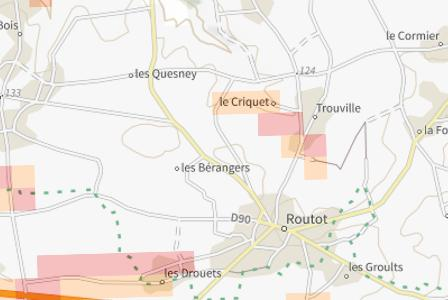 Bois
le Cormier
les Quesney
124
133
le Criquet
Trouville
la Fo
les Bérangers
D90
Routot
les Drouets
les Groults